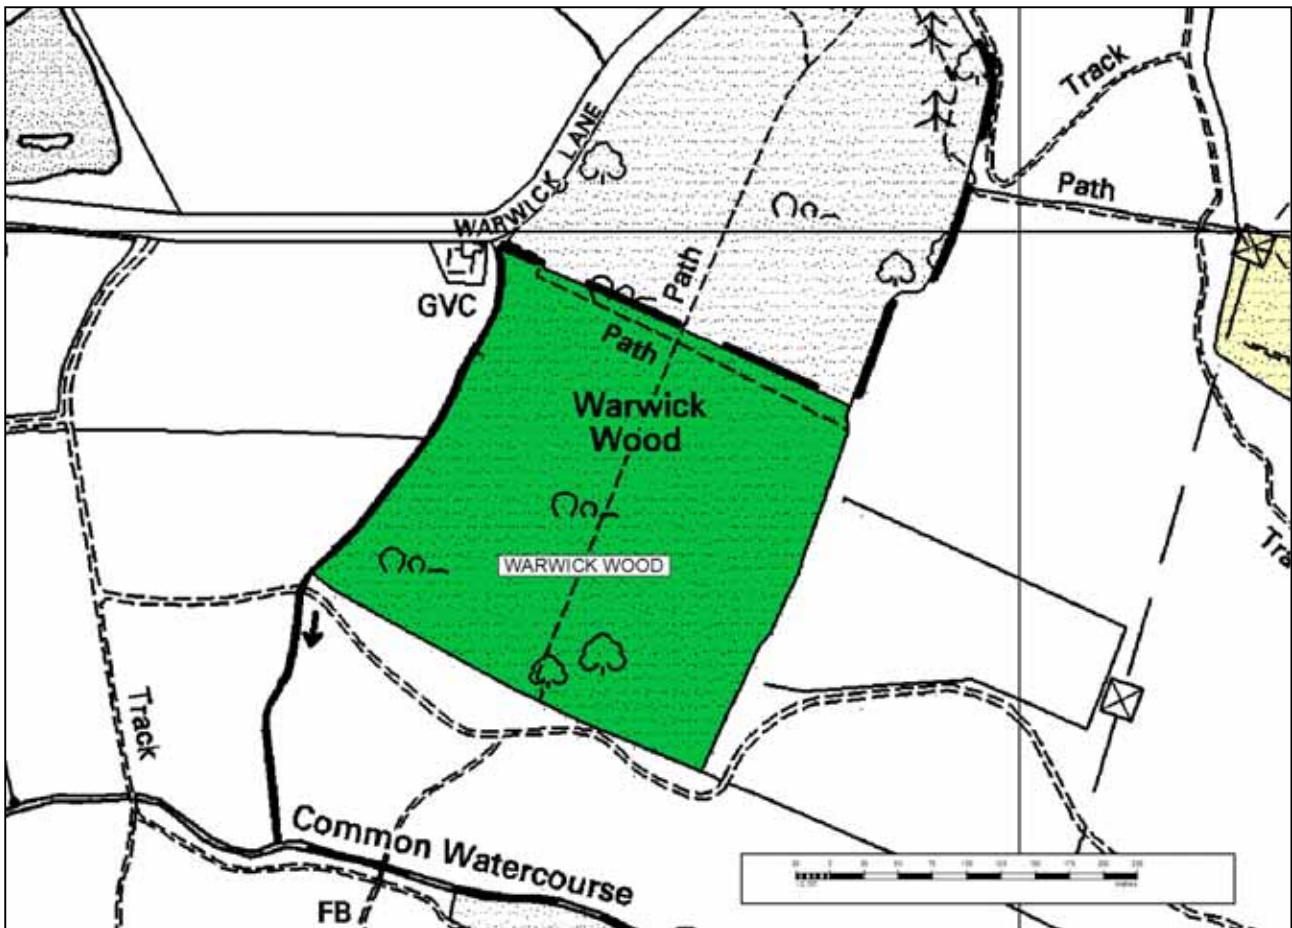 Track
Path
WARWICK LANE
GVC
Path
Path
Warwick
Wood
WARWICK WOOD
Track
Common Watercourse
FB